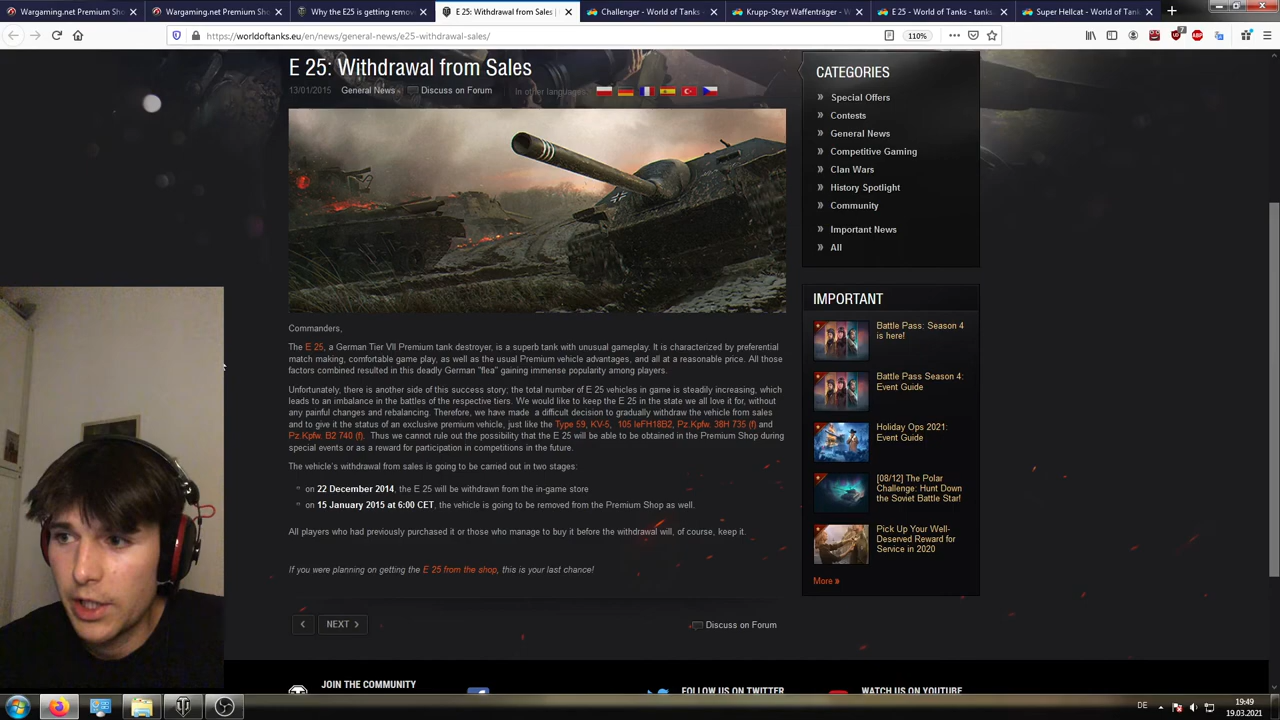 Wargaming.net Premium Sho
Wargaming.net Premium Sho
Why the E25 is getting remov
E 25: Withdrawal from Sales |
Challenger - World of Tanks -
Krupp-Steyr Waffenträger - W
E 25 - World of Tanks - tanks
Super Hellcat - World of Tank
https://worldoftanks.eu/en/news/general-news/e25-withdrawal-sales/
110%
E 25: Withdrawal from Sales
13/01/2015 General News Discuss on Forum In other languages:
CATEGORIES
Special Offers
Contests
General News
Competitive Gaming
Clan Wars
History Spotlight
Community
Important News
All
Commanders,
The E 25, a German Tier VII Premium tank destroyer, is a superb tank with unusual gameplay. It is characterized by preferential
match making, comfortable game play, as well as the usual Premium vehicle advantages, and all at a reasonable price. All those
factors combined resulted in this deadly German "flea" gaining immense popularity among players.
Unfortunately, there is another side of this success story; the total number of E 25 vehicles in game is steadily increasing, which
leads to an imbalance in the battles of the respective tiers. We would like to keep the E 25 in the state we all love it for, without
any painful changes and rebalancing. Therefore, we have made a difficult decision to gradually withdraw the vehicle from sales
and to give it the status of an exclusive premium vehicle, just like the Type 59, KV-5, 105 leFH18B2, Pz.Kpfw. 38H 735 (f) and
Pz.Kpfw. B2 740 (f). Thus we cannot rule out the possibility that the E 25 will be able to be obtained in the Premium Shop during
special events or as a reward for participation in competitions in the future.
The vehicle's withdrawal from sales is going to be carried out in two stages:
on 22 December 2014, the E 25 will be withdrawn from the in-game store
on 15 January 2015 at 6:00 CET, the vehicle is going to be removed from the Premium Shop as well.
All players who had previously purchased it or those who manage to buy it before the withdrawal will, of course, keep it.
If you were planning on getting the E 25 from the shop, this is your last chance!
NEXT
Discuss on Forum
IMPORTANT
Battle Pass: Season 4
is here!
Battle Pass Season 4:
Event Guide
Holiday Ops 2021:
Event Guide
[08/12] The Polar
Challenge: Hunt Down
the Soviet Battle Star!
Pick Up Your Well-
Deserved Reward for
Service in 2020
More »
JOIN THE COMMUNITY
FOLLOW US ON TWITTER
WATCH US ON YOUTUBE
DE
19:49
19.03.2021